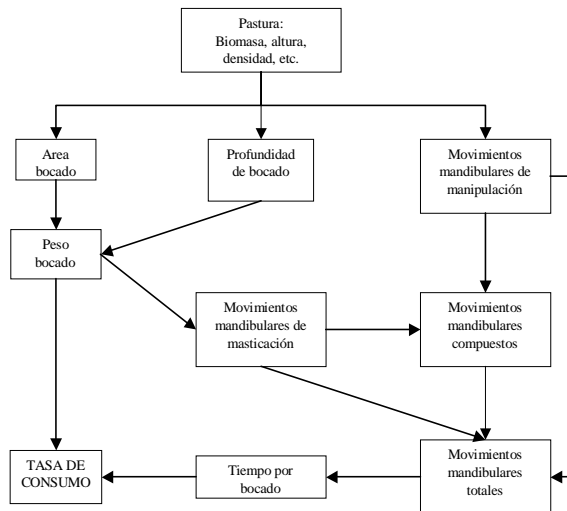 Pastura:
Biomasa, altura,
densidad, etc.
Area
bocado
Profundidad
de bocado
Movimientos
mandibulares de
manipulación
Peso
bocado
Movimientos
mandibulares de
masticación
Movimientos
mandibulares
compuestos
TASA DE
CONSUMO
Tiempo por
bocado
Movimientos
mandibulares
totales